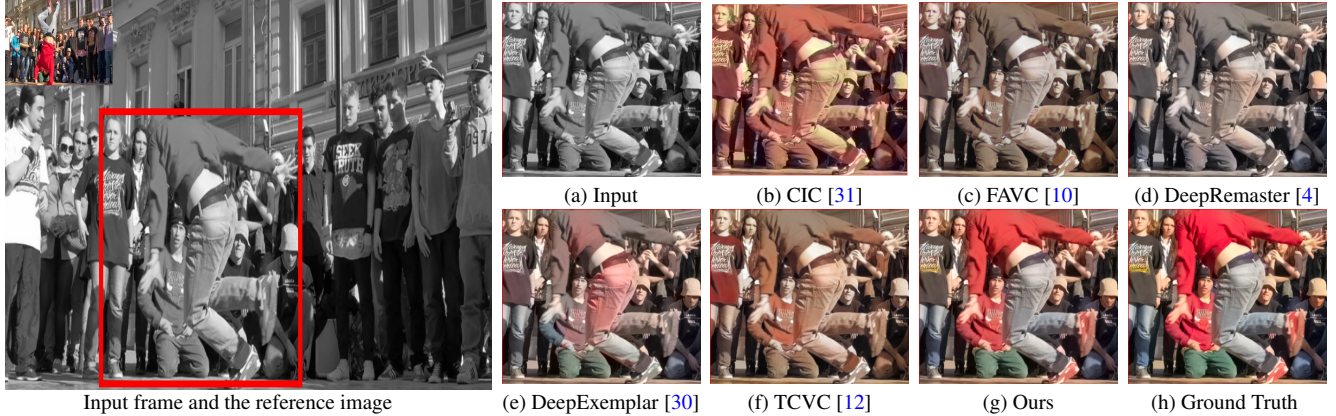 SEEK
TRUTH
1970
Input frame and the reference image
(a) Input
(b) CIC [31]
(c) FAVC [10]
(d) DeepRemaster [4]
(e) DeepExemplar [30]
(f) TCVC [12]
(g) Ours
(h) Ground Truth